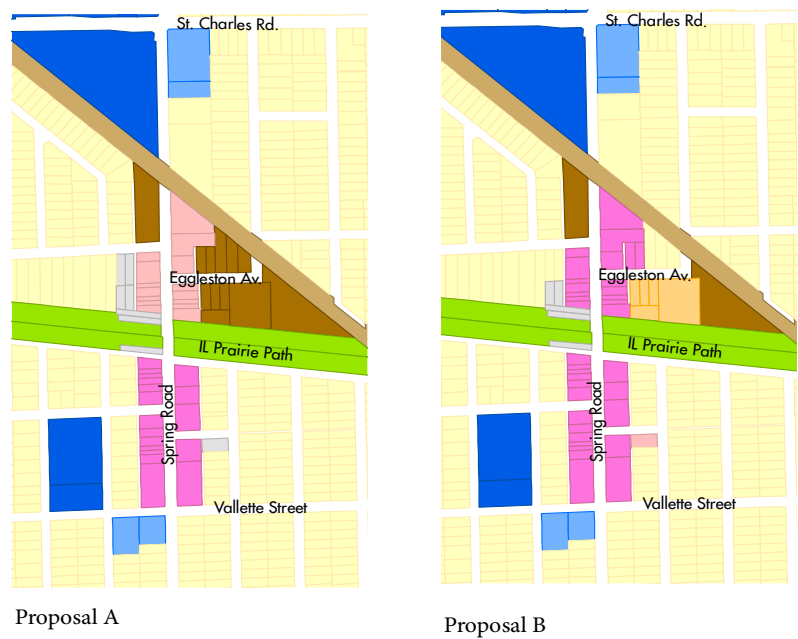 St. Charles Rd.
Eggleston Av.
IL Prairie Path
Spring Road
Vallette Street
Proposal A
St. Charles Rd.
Eggleston Av.
IL Prairie Path
Spring Road
Vallette Street
Proposal B